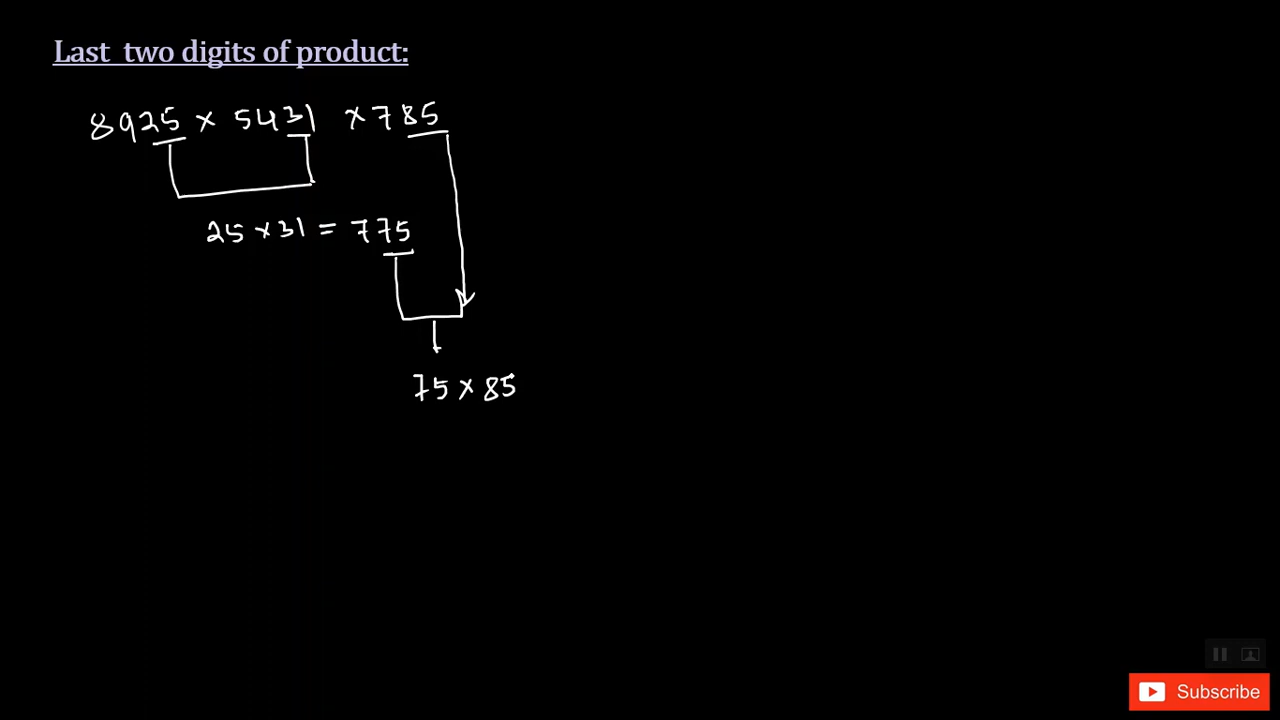 Last two digits of product:
8925 × 5431 × 785
25 × 31 = 775
75 × 85
Subscribe